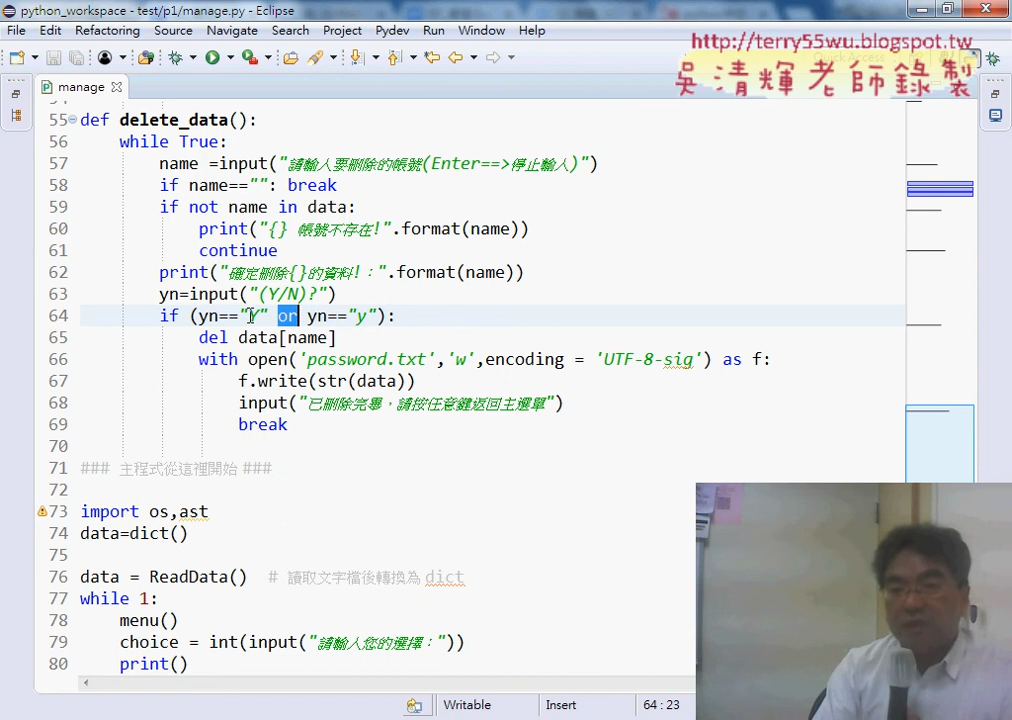 python_workspace - test/p1/manage.py - Eclipse
File Edit Refactoring Source Navigate Search Project Pydev Run Window Help
http://terry55wu.blogspot.tw
Quick Access
吳清輝老師錄製
manage
55 def delete_data():
56 while True:
57 name =input("請輸入要刪除的帳號(Enter==>停止輸入)")
58 if name=="": break
59 if not name in data:
60 print("{} 帳號不存在!".format(name))
61 continue
62 print("確定刪除{}的資料!：".format(name))
63 yn=input("(Y/N)?")
64 if (yn=="Y" or yn=="y"):
65 del data[name]
66 with open('password.txt','w',encoding = 'UTF-8-sig') as f:
67 f.write(str(data))
68 input("已刪除完畢，請按任意鍵返回主選單")
69 break
70
71 ### 主程式從這裡開始 ###
72
73 import os,ast
74 data=dict()
75
76 data = ReadData() # 讀取文字檔後轉換為 dict
77 while 1:
78 menu()
79 choice = int(input("請輸入您的選擇："))
80 print()
Writable Insert 64 : 23